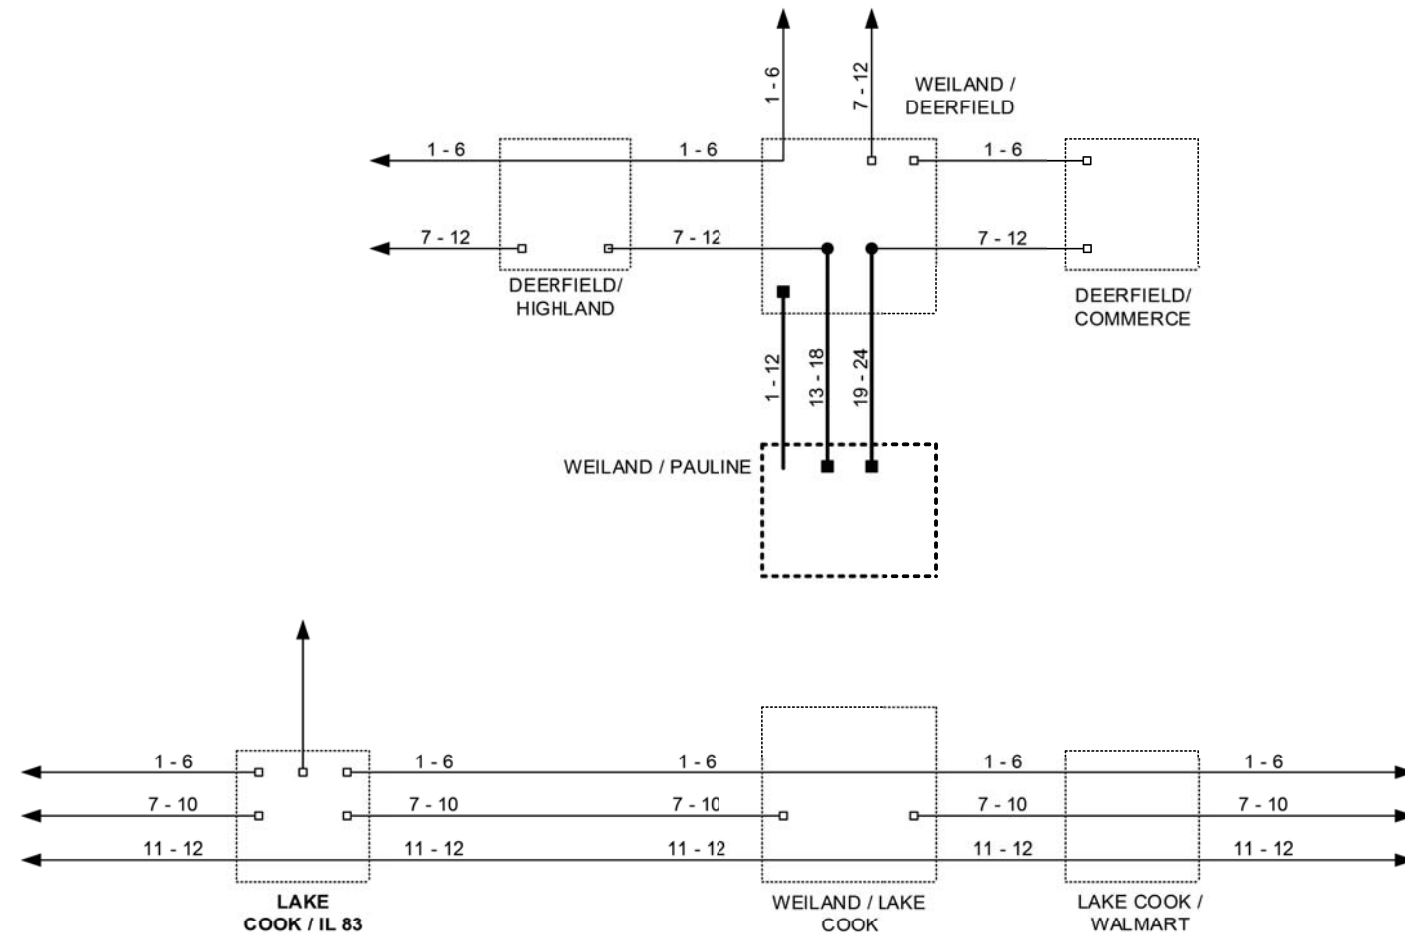 1 - 6
7 - 12
WEILAND /
DEERFIELD
1 - 6
1 - 6
1 - 6
7 - 12
7 - 12
7 - 12
DEERFIELD/
HIGHLAND
DEERFIELD/
COMMERCE
1 - 12
13 - 18
19 - 24
WEILAND / PAULINE
1 - 6
1 - 6
1 - 6
1 - 6
1 - 6
7 - 10
7 - 10
7 - 10
7 - 10
7 - 10
11 - 12
11 - 12
11 - 12
11 - 12
11 - 12
LAKE
COOK / IL 83
WEILAND / LAKE
COOK
LAKE COOK /
WALMART